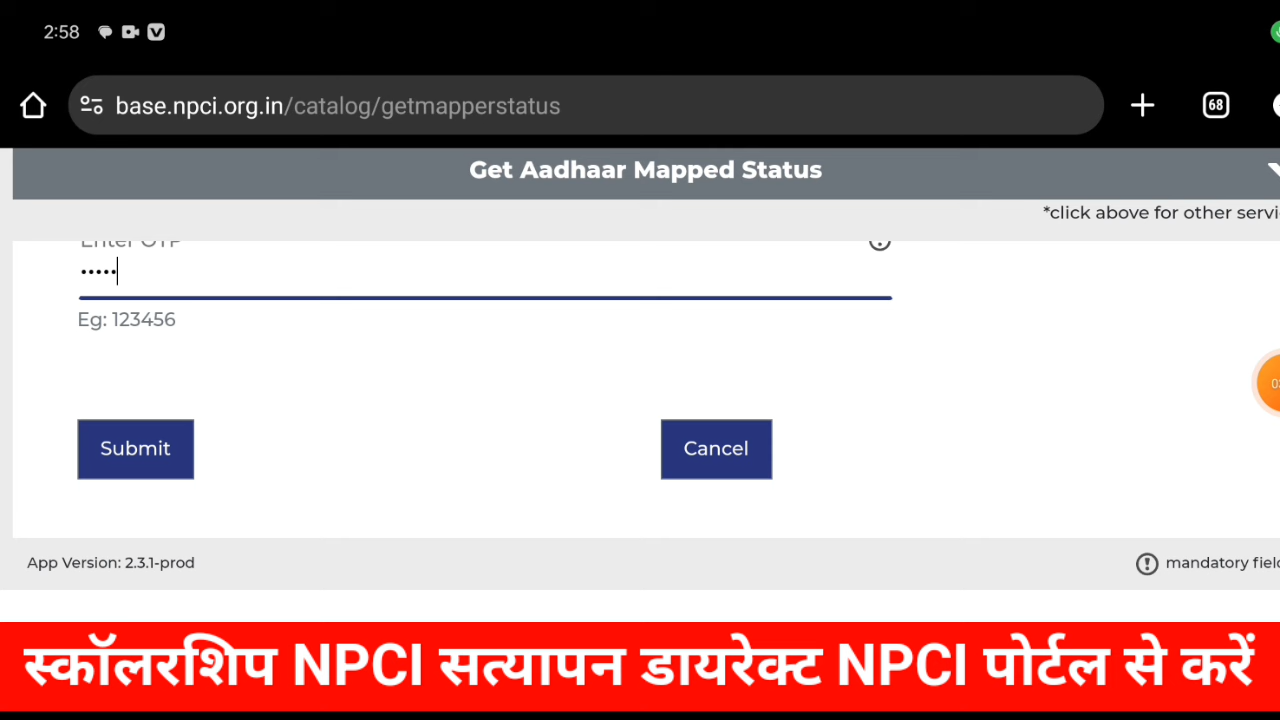 2:58
base.npci.org.in/catalog/getmapperstatus
68
Get Aadhaar Mapped Status
*click above for other servi
Enter OTP
•••••
Eg: 123456
Submit
Cancel
App Version: 2.3.1-prod
mandatory fiel
स्कॉलरशिप NPCI सत्यापन डायरेक्ट NPCI पोर्टल से करें